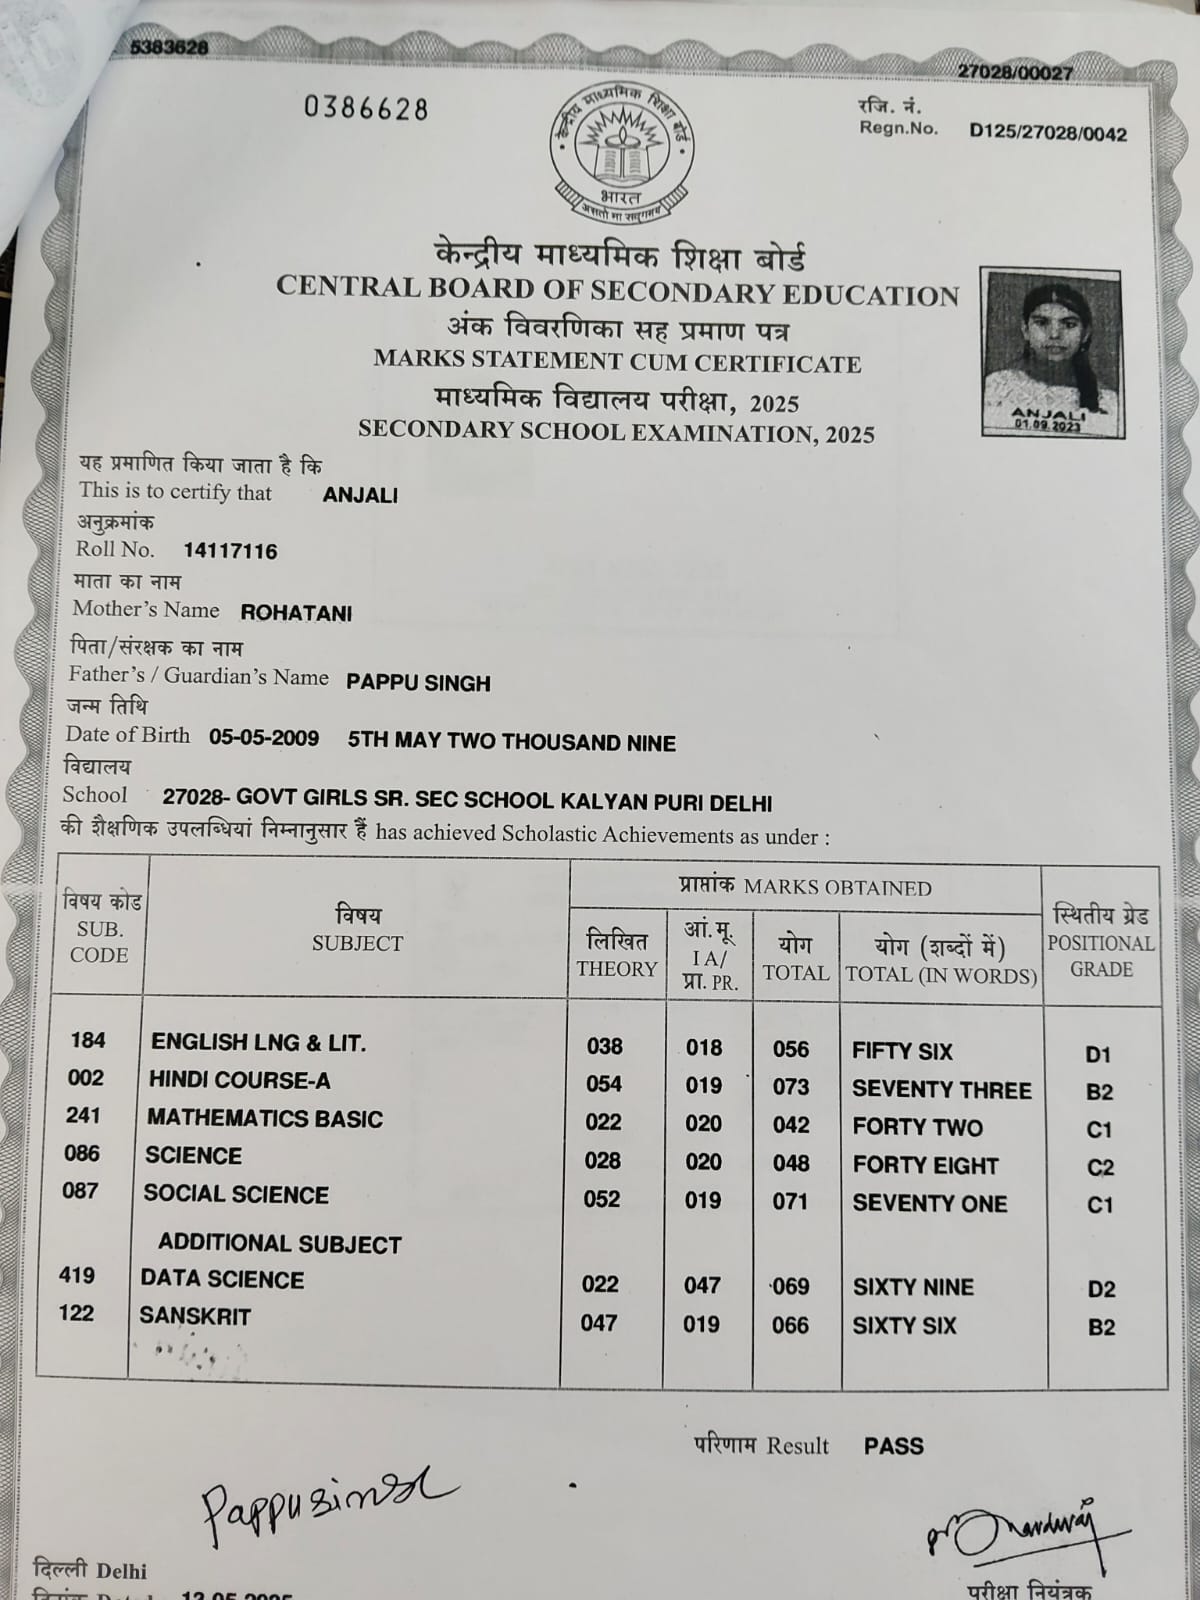 5383628
27028/00027
0386628
रजि. नं.
Regn.No. D125/27028/0042
केन्द्रीय माध्यमिक शिक्षा बोर्ड
भारत
असतो मा सद्गमय
केन्द्रीय माध्यमिक शिक्षा बोर्ड
CENTRAL BOARD OF SECONDARY EDUCATION
अंक विवरणिका सह प्रमाण पत्र
MARKS STATEMENT CUM CERTIFICATE
माध्यमिक विद्यालय परीक्षा, 2025
SECONDARY SCHOOL EXAMINATION, 2025
ANJALI
01.09.2023
यह प्रमाणित किया जाता है कि
This is to certify that ANJALI
अनुक्रमांक
Roll No. 14117116
माता का नाम
Mother's Name ROHATANI
पिता/संरक्षक का नाम
Father's / Guardian's Name PAPPU SINGH
जन्म तिथि
Date of Birth 05-05-2009 5TH MAY TWO THOUSAND NINE
विद्यालय
School 27028- GOVT GIRLS SR. SEC SCHOOL KALYAN PURI DELHI
की शैक्षणिक उपलब्धियां निम्नानुसार हैं has achieved Scholastic Achievements as under :
विषय कोड
SUB.
CODE
विषय
SUBJECT
प्राप्तांक MARKS OBTAINED
लिखित
THEORY
आं.मू.
I A/
प्रा. PR.
योग
TOTAL
योग (शब्दों में)
TOTAL (IN WORDS)
स्थितीय ग्रेड
POSITIONAL
GRADE
184 ENGLISH LNG & LIT. 038 018 056 FIFTY SIX D1
002 HINDI COURSE-A 054 019 073 SEVENTY THREE B2
241 MATHEMATICS BASIC 022 020 042 FORTY TWO C1
086 SCIENCE 028 020 048 FORTY EIGHT C2
087 SOCIAL SCIENCE 052 019 071 SEVENTY ONE C1
ADDITIONAL SUBJECT
419 DATA SCIENCE 022 047 069 SIXTY NINE D2
122 SANSKRIT 047 019 066 SIXTY SIX B2
परिणाम Result PASS
दिल्ली Delhi
परीक्षा नियंत्रक